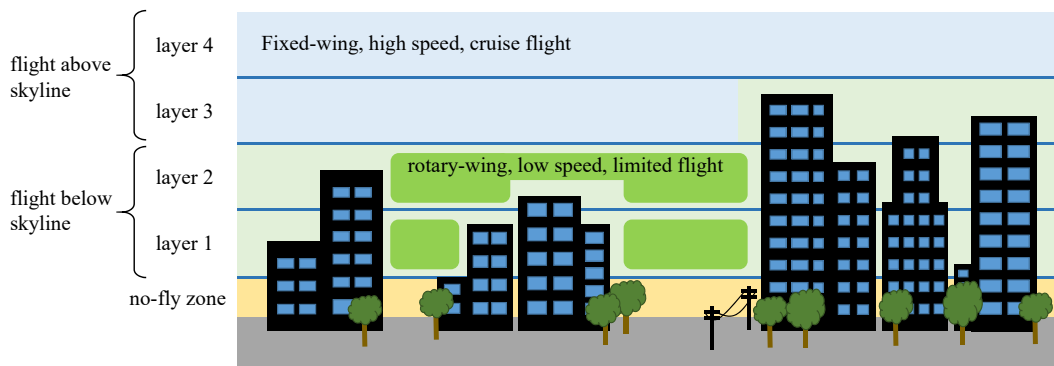 layer 4
Fixed-wing, high speed, cruise flight
flight above
skyline
layer 3
layer 2
rotary-wing, low speed, limited flight
flight below
skyline
layer 1
no-fly zone